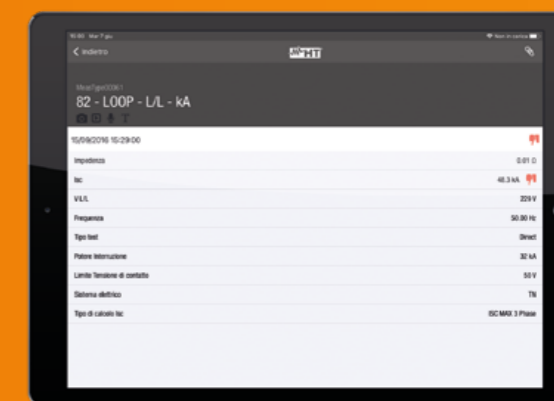 Indietro
HT
82 - LOOP - L/L - kA
15/09/2016 15:29:00
Impedenza 0.01 Ω
Isc 48.3 kA
V L/L 229 V
Frequenza 50.00 Hz
Tipo test Direct
Potere Interruzione 32 kA
Limite Tensione di contatto 50 V
Sistema elettrico TN
Tipo di calcolo Isc ISC MAX 3 Phase